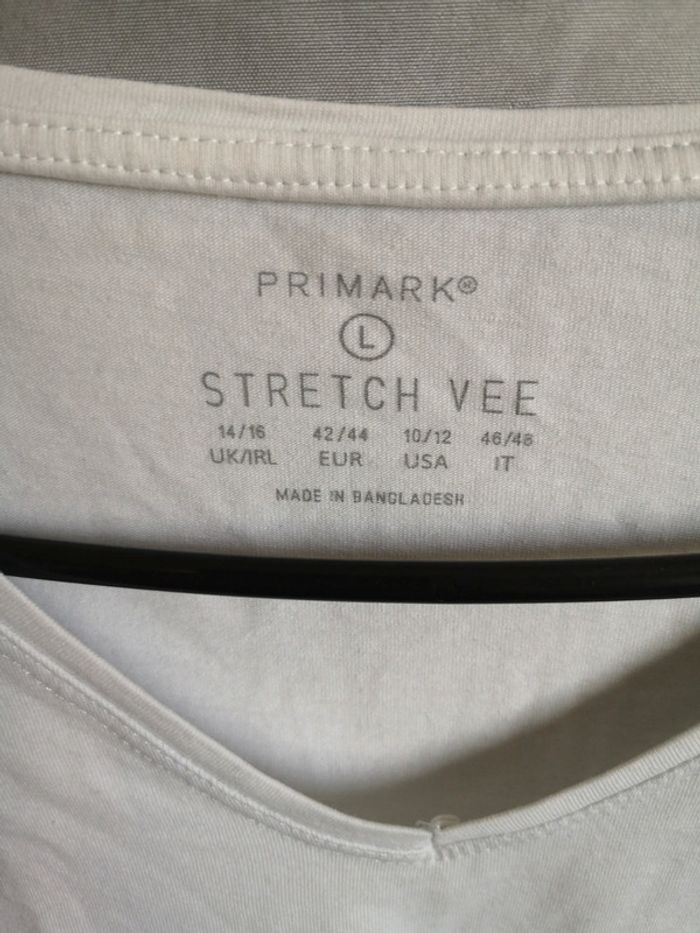 PRIMARK®
L
STRETCH VEE
14/16 42/44 10/12 46/48
UK/IRL EUR USA IT
MADE IN BANGLADESH